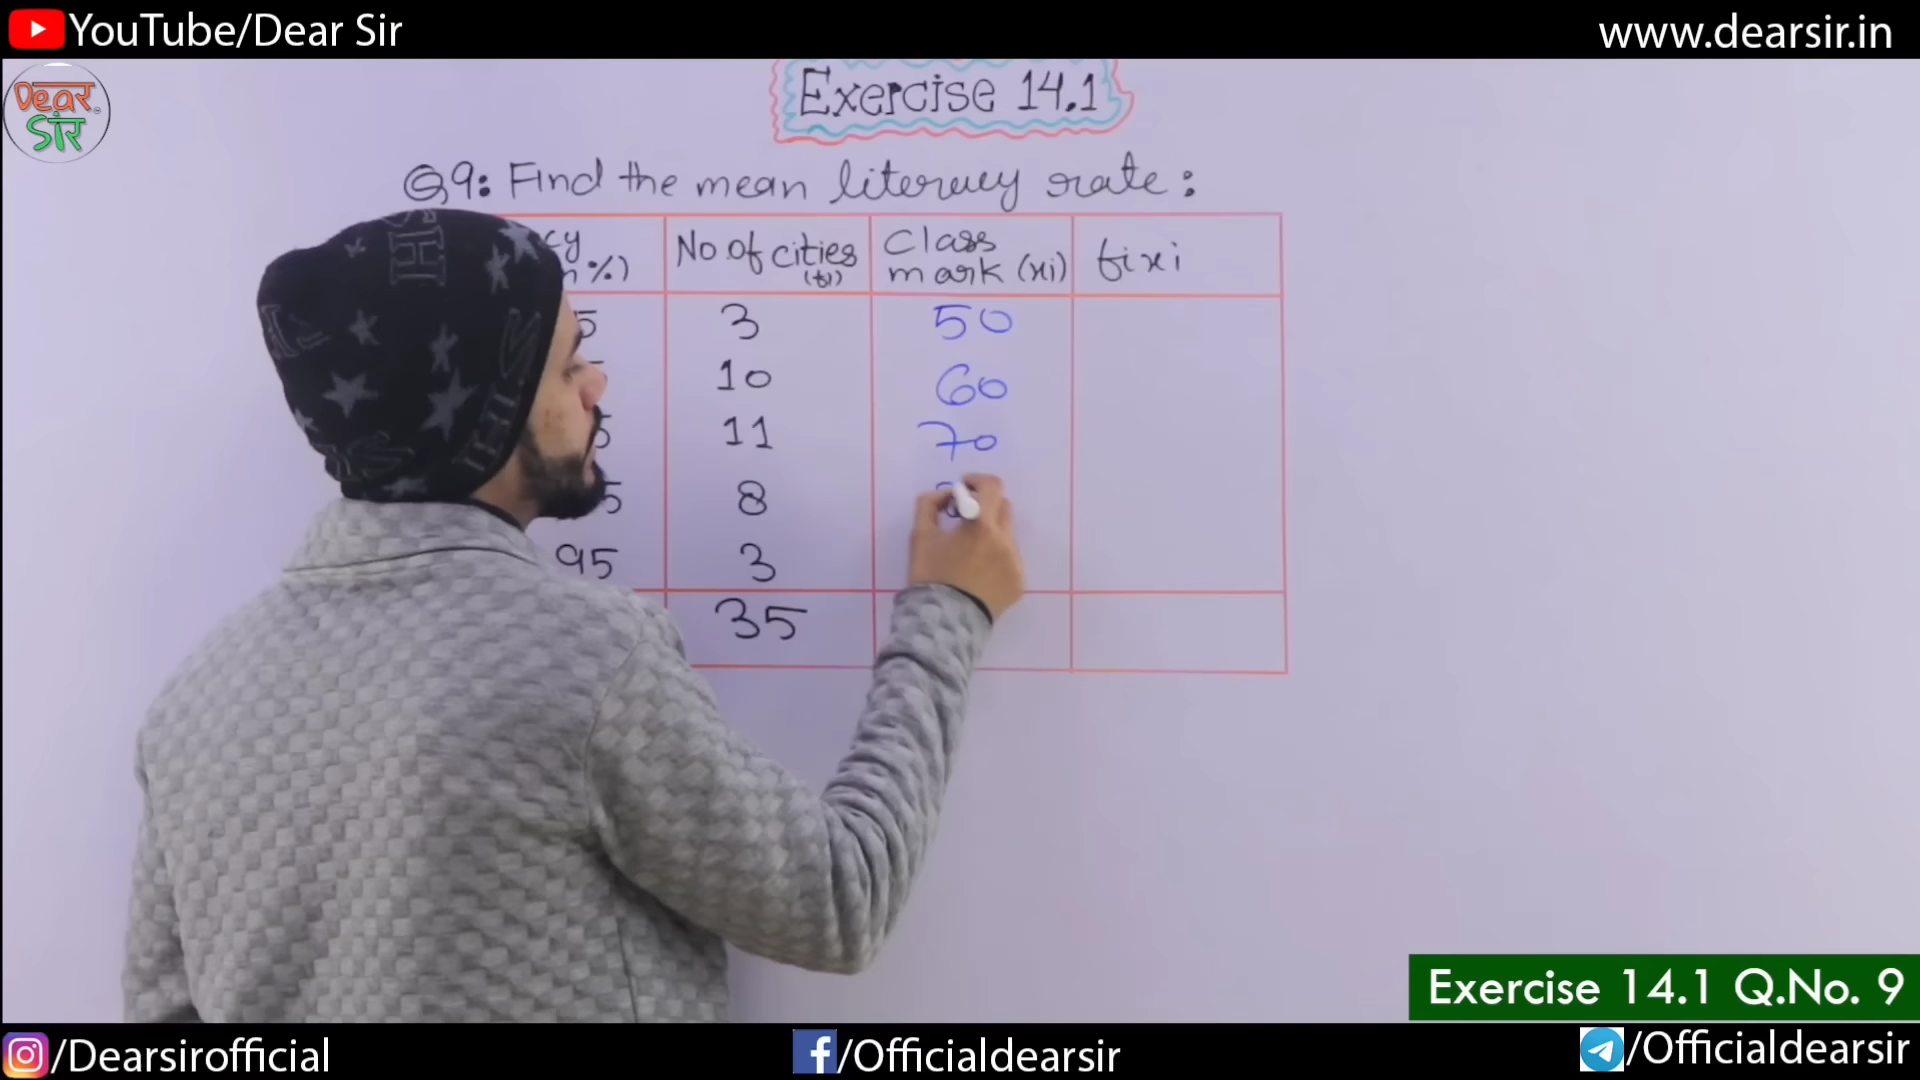 YouTube/Dear Sir
www.dearsir.in
Dear
सर
Exercise 14.1
Q9: Find the mean literacy rate:
No. of cities (fi)
Class mark (xi)
fixi
%)
3
50
10
60
11
70
8
95
3
35
Exercise 14.1 Q.No. 9
/Dearsirofficial
/Officialdearsir
/Officialdearsir